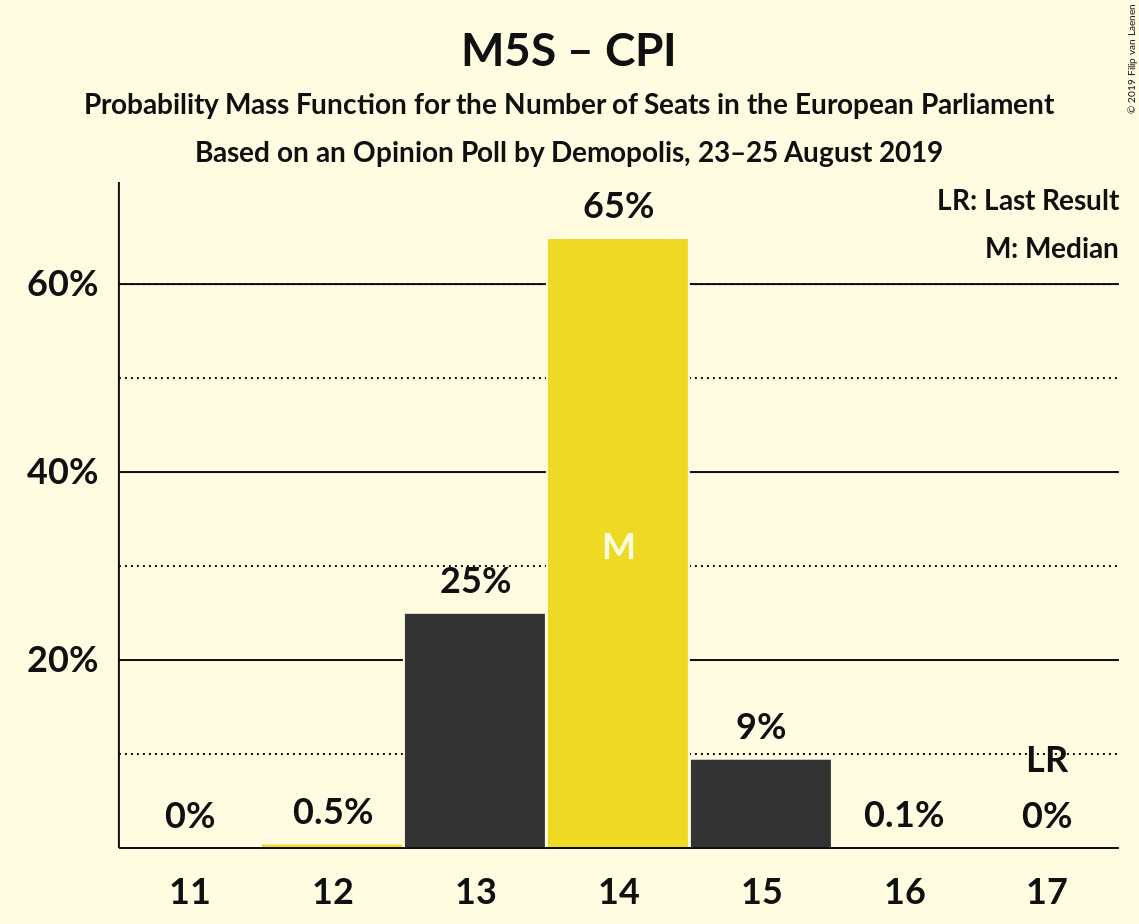 M5S – CPI
Probability Mass Function for the Number of Seats in the European Parliament
Based on an Opinion Poll by Demopolis, 23–25 August 2019
© 2019 Filip van Laenen
LR: Last Result
M: Median
65%
60%
40%
M
25%
20%
9%
LR
0%
0.5%
0.1%
0%
11
12
13
14
15
16
17